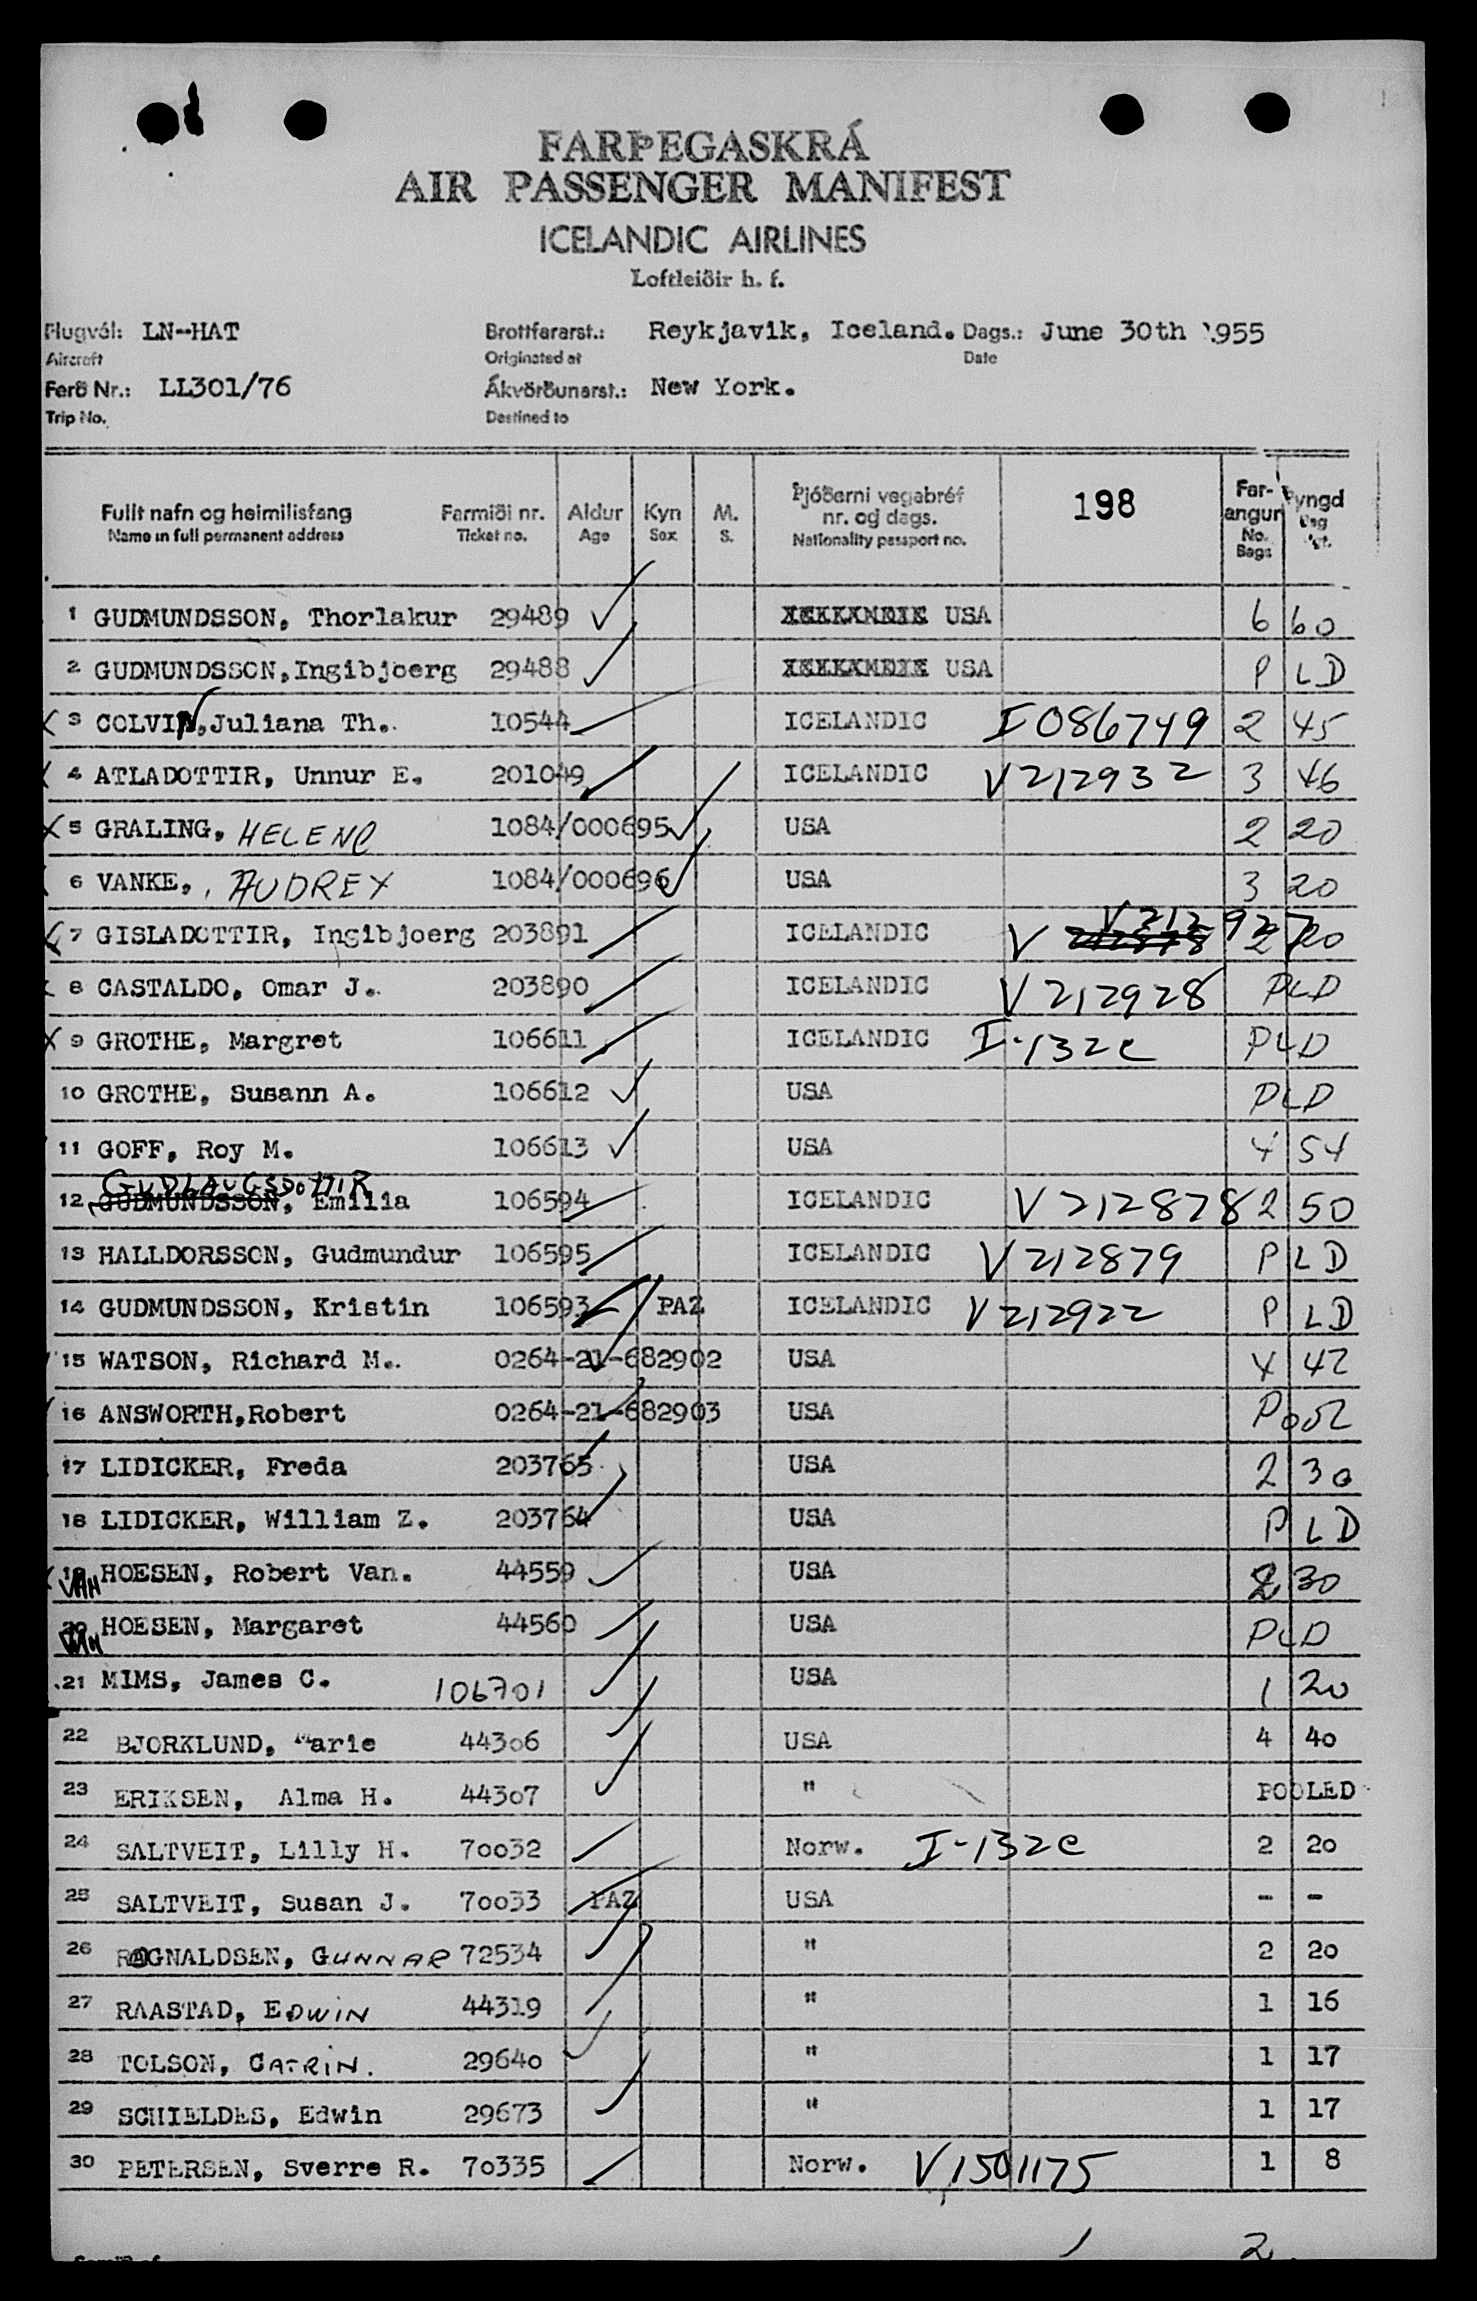 FARÞEGASKRÁ
AIR PASSENGER MANIFEST
ICELANDIC AIRLINES
Loftleiðir h. f.
Flugvél: LN--HAT Brottfararst.: Reykjavik, Iceland. Dags.: June 30th 1955
Aircraft Originated at Date
Ferð Nr.: LL301/76 Ákvörðunarst.: New York.
Trip No. Destined to
Fullt nafn og heimilisfang Farmiði nr. Aldur Kyn M. Þjóðerni vegabréf nr. og dags. 198 Far-angur Þyngd
Name in full permanent address Ticket no. Age Sex S. Nationality passport no. No. Bags
1 GUDMUNDSSON, Thorlakur 29489 USA 6 60
2 GUDMUNDSSON,Ingibjoerg 29488 USA P LD
3 COLVIN,Juliana Th. 10544 ICELANDIC I 086749 2 45
4 ATLADOTTIR, Unnur E. 201049 ICELANDIC V 212932 3 46
5 GRALING, HELENE 1084/000695 USA 2 20
6 VANKE, AUDREY 1084/000696 USA 3 20
7 GISLADOTTIR, Ingibjoerg 203891 ICELANDIC V V212927 2 20
8 CASTALDO, Omar J. 203890 ICELANDIC V 212928 PLD
9 GROTHE, Margret 106611 ICELANDIC I-132c PLD
10 GROTHE, Susann A. 106612 USA PLD
11 GOFF, Roy M. 106613 USA 4 54
GUDLAUGSDOTTIR
12 GUDMUNDSSON, Emilia 106594 ICELANDIC V 212878 2 50
13 HALLDORSSON, Gudmundur 106595 ICELANDIC V 212879 P LD
14 GUDMUNDSSON, Kristin 106593 PAZ ICELANDIC V 212922 P LD
15 WATSON, Richard M. 0264-21-682902 USA 4 42
16 ANSWORTH,Robert 0264-21-682903 USA
17 LIDICKER, Freda 203765 USA 2 30
18 LIDICKER, William Z. 203764 USA P LD
19 VAN HOESEN, Robert Van. 44559 USA 2 30
20 VAN HOESEN, Margaret 44560 USA PLD
21 MIMS, James C. 106701 USA 1 20
22 BJORKLUND, Marie 44306 USA 4 40
23 ERIKSEN, Alma H. 44307 " POOLED
24 SALTVEIT, Lilly H. 70032 Norw. I-132c 2 20
25 SALTVEIT, Susan J. 70033 PAZ USA - -
26 RAGNALDSEN, GUNNAR 72534 " 2 20
27 RAASTAD, EDWIN 44319 " 1 16
28 TOLSON, CATRIN. 29640 " 1 17
29 SCHIELDES, Edwin 29673 " 1 17
30 PETERSEN, Sverre R. 70335 Norw. V 1501175 1 8
1 2